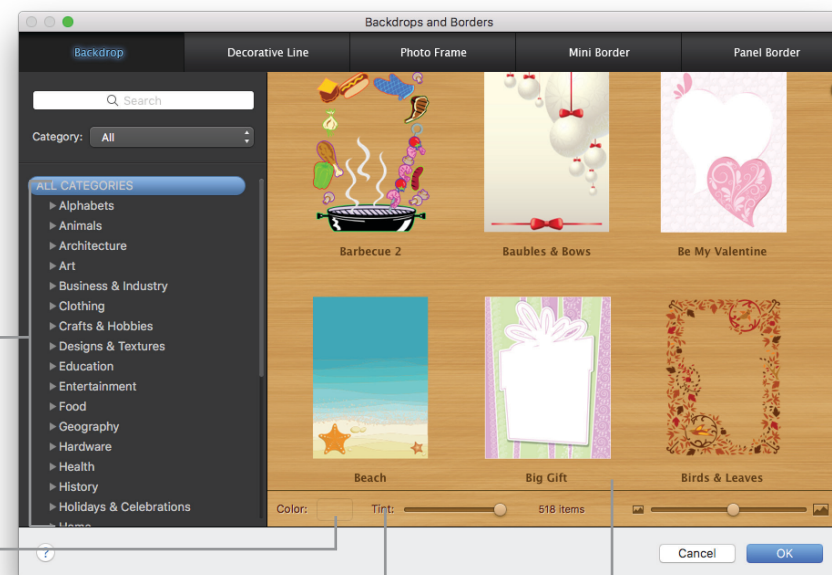 Backdrops and Borders
Backdrop
Decorative Line
Photo Frame
Mini Border
Panel Border
Search
Category: All
ALL CATEGORIES
Alphabets
Animals
Architecture
Art
Business & Industry
Clothing
Crafts & Hobbies
Designs & Textures
Education
Entertainment
Food
Geography
Hardware
Health
History
Holidays & Celebrations
Home
Barbecue 2
Baubles & Bows
Be My Valentine
Beach
Big Gift
Birds & Leaves
Color:
Tint:
518 items
?
Cancel
OK